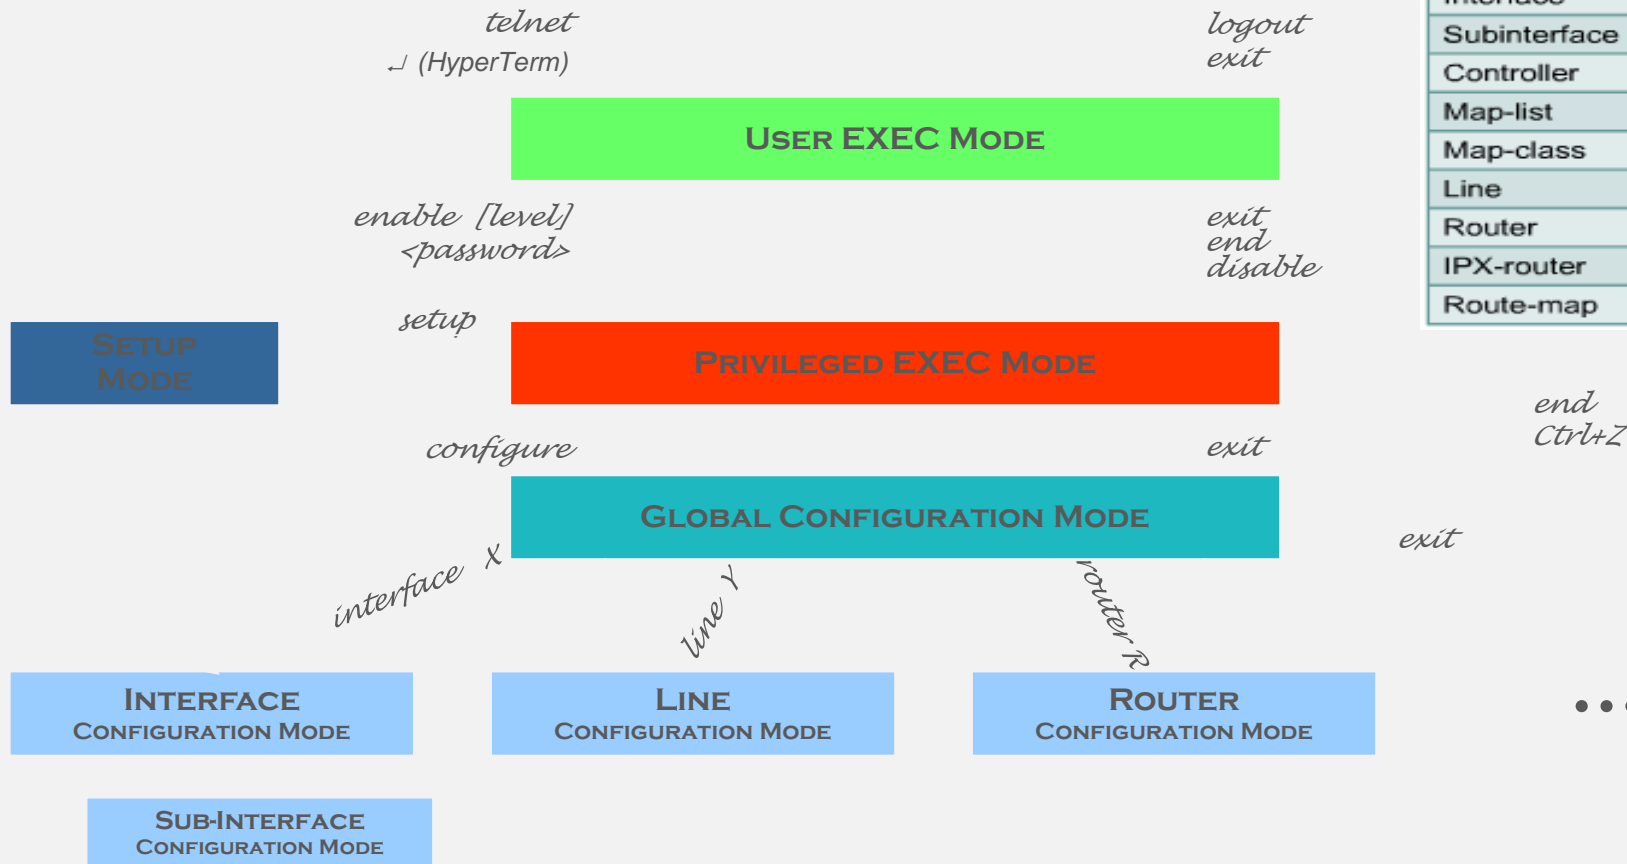 telnet
↵ (HyperTerm)
logout
exit
USER EXEC MODE
enable [level]
<password>
exit
end
disable
setup
SETUP
MODE
PRIVILEGED EXEC MODE
configure
exit
end
Ctrl+Z
GLOBAL CONFIGURATION MODE
exit
interface X
line Y
router R
INTERFACE
CONFIGURATION MODE
LINE
CONFIGURATION MODE
ROUTER
CONFIGURATION MODE
SUB-INTERFACE
CONFIGURATION MODE
Subinterface
Controller
Map-list
Map-class
Line
Router
IPX-router
Route-map